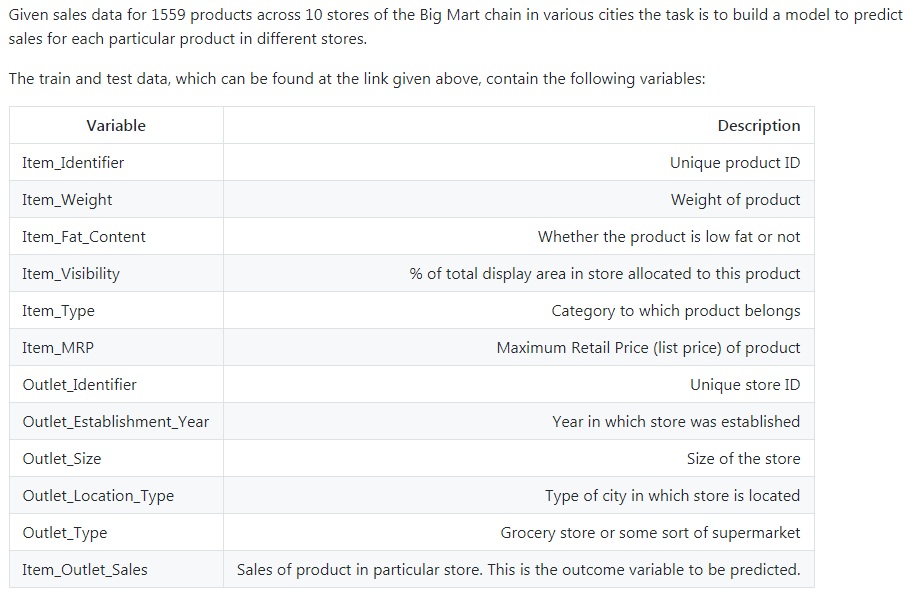 Given sales data for 1559 products across 10 stores of the Big Mart chain in various cities the task is to build a model to predict
sales for each particular product in different stores.
The train and test data, which can be found at the link given above, contain the following variables:
Variable Description
Item_Identifier Unique product ID
Item_Weight Weight of product
Item_Fat_Content Whether the product is low fat or not
Item_Visibility % of total display area in store allocated to this product
Item_Type Category to which product belongs
Item_MRP Maximum Retail Price (list price) of product
Outlet_Identifier Unique store ID
Outlet_Establishment_Year Year in which store was established
Outlet_Size Size of the store
Outlet_Location_Type Type of city in which store is located
Outlet_Type Grocery store or some sort of supermarket
Item_Outlet_Sales Sales of product in particular store. This is the outcome variable to be predicted.